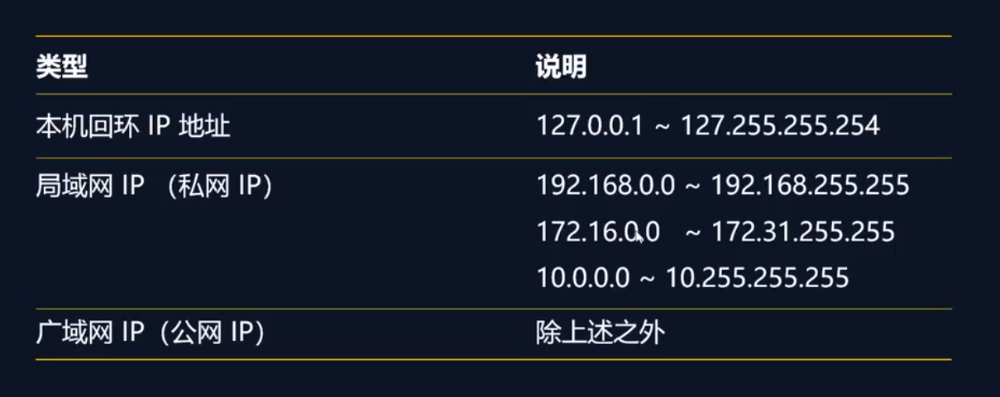 类型 说明
本机回环 IP 地址 127.0.0.1 ~ 127.255.255.254
局域网 IP （私网 IP） 192.168.0.0 ~ 192.168.255.255
172.16.0.0 ~ 172.31.255.255
10.0.0.0 ~ 10.255.255.255
广域网 IP（公网 IP） 除上述之外